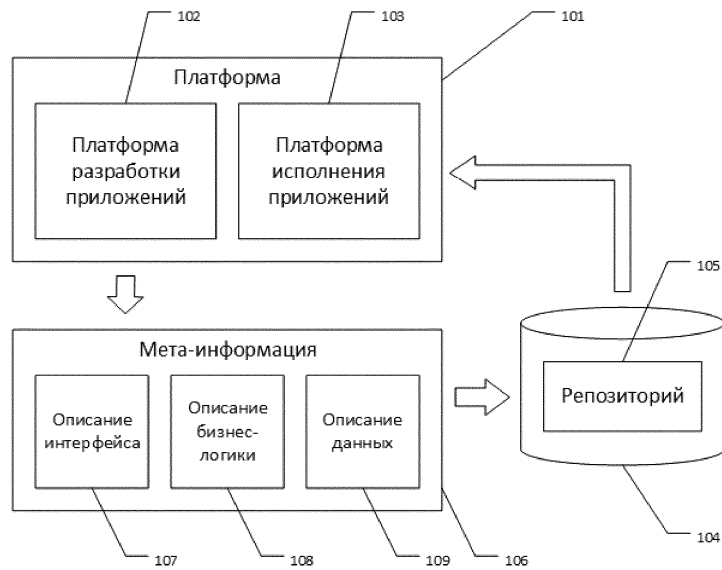 102
103
101
Платформа
Платформа
разработки
приложений
Платформа
исполнения
приложений
105
Мета-информация
Описание
интерфейса
Описание
бизнес-
логики
Описание
данных
Репозиторий
107
108
109
106
104